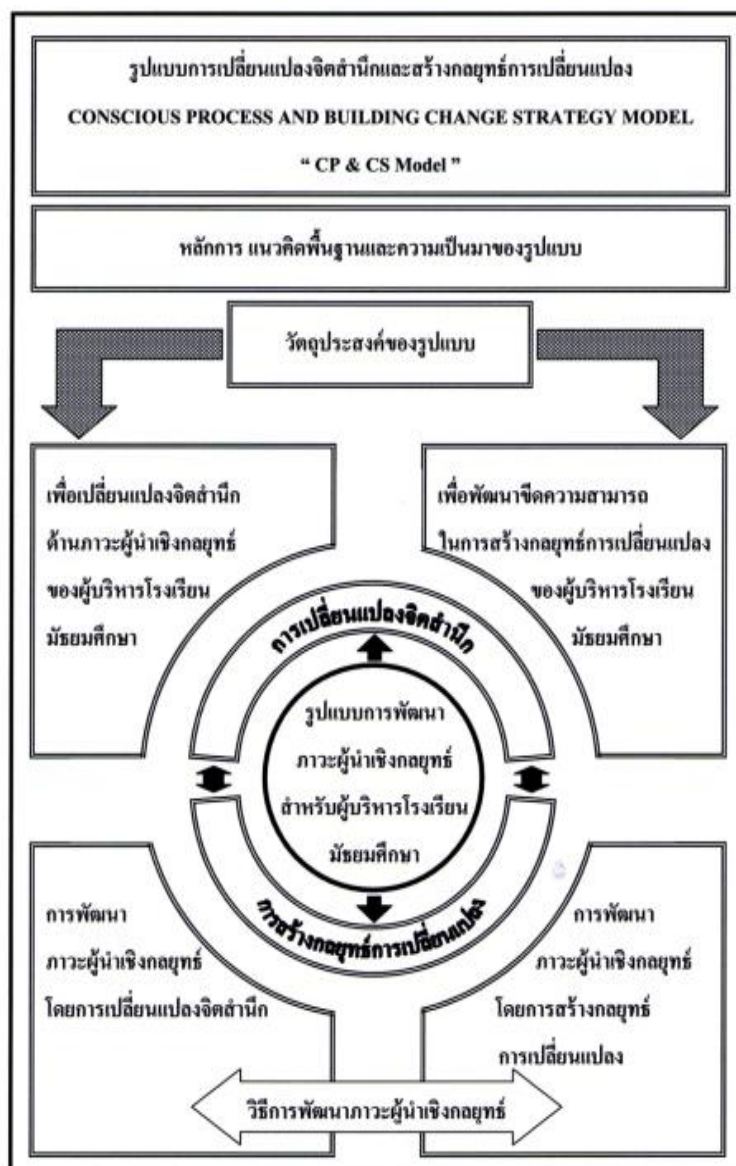 รูปแบบการเปลี่ยนแปลงจิตสำนึกและสร้างกลยุทธ์การเปลี่ยนแปลง
CONSCIOUS PROCESS AND BUILDING CHANGE STRATEGY MODEL
“ CP & CS Model ”
หลักการ แนวคิดพื้นฐานและความเป็นมาของรูปแบบ
วัตถุประสงค์ของรูปแบบ
เพื่อเปลี่ยนแปลงจิตสำนึก
ด้านภาวะผู้นำเชิงกลยุทธ์
ของผู้บริหารโรงเรียน
มัธยมศึกษา
เพื่อพัฒนาขีดความสามารถ
ในการสร้างกลยุทธ์การเปลี่ยนแปลง
ของผู้บริหารโรงเรียน
มัธยมศึกษา
การเปลี่ยนแปลงจิตสำนึก
รูปแบบการพัฒนา
ภาวะผู้นำเชิงกลยุทธ์
สำหรับผู้บริหารโรงเรียน
มัธยมศึกษา
การสร้างกลยุทธ์การเปลี่ยนแปลง
การพัฒนา
ภาวะผู้นำเชิงกลยุทธ์
โดยการเปลี่ยนแปลงจิตสำนึก
การพัฒนา
ภาวะผู้นำเชิงกลยุทธ์
โดยการสร้างกลยุทธ์
การเปลี่ยนแปลง
วิธีการพัฒนาภาวะผู้นำเชิงกลยุทธ์